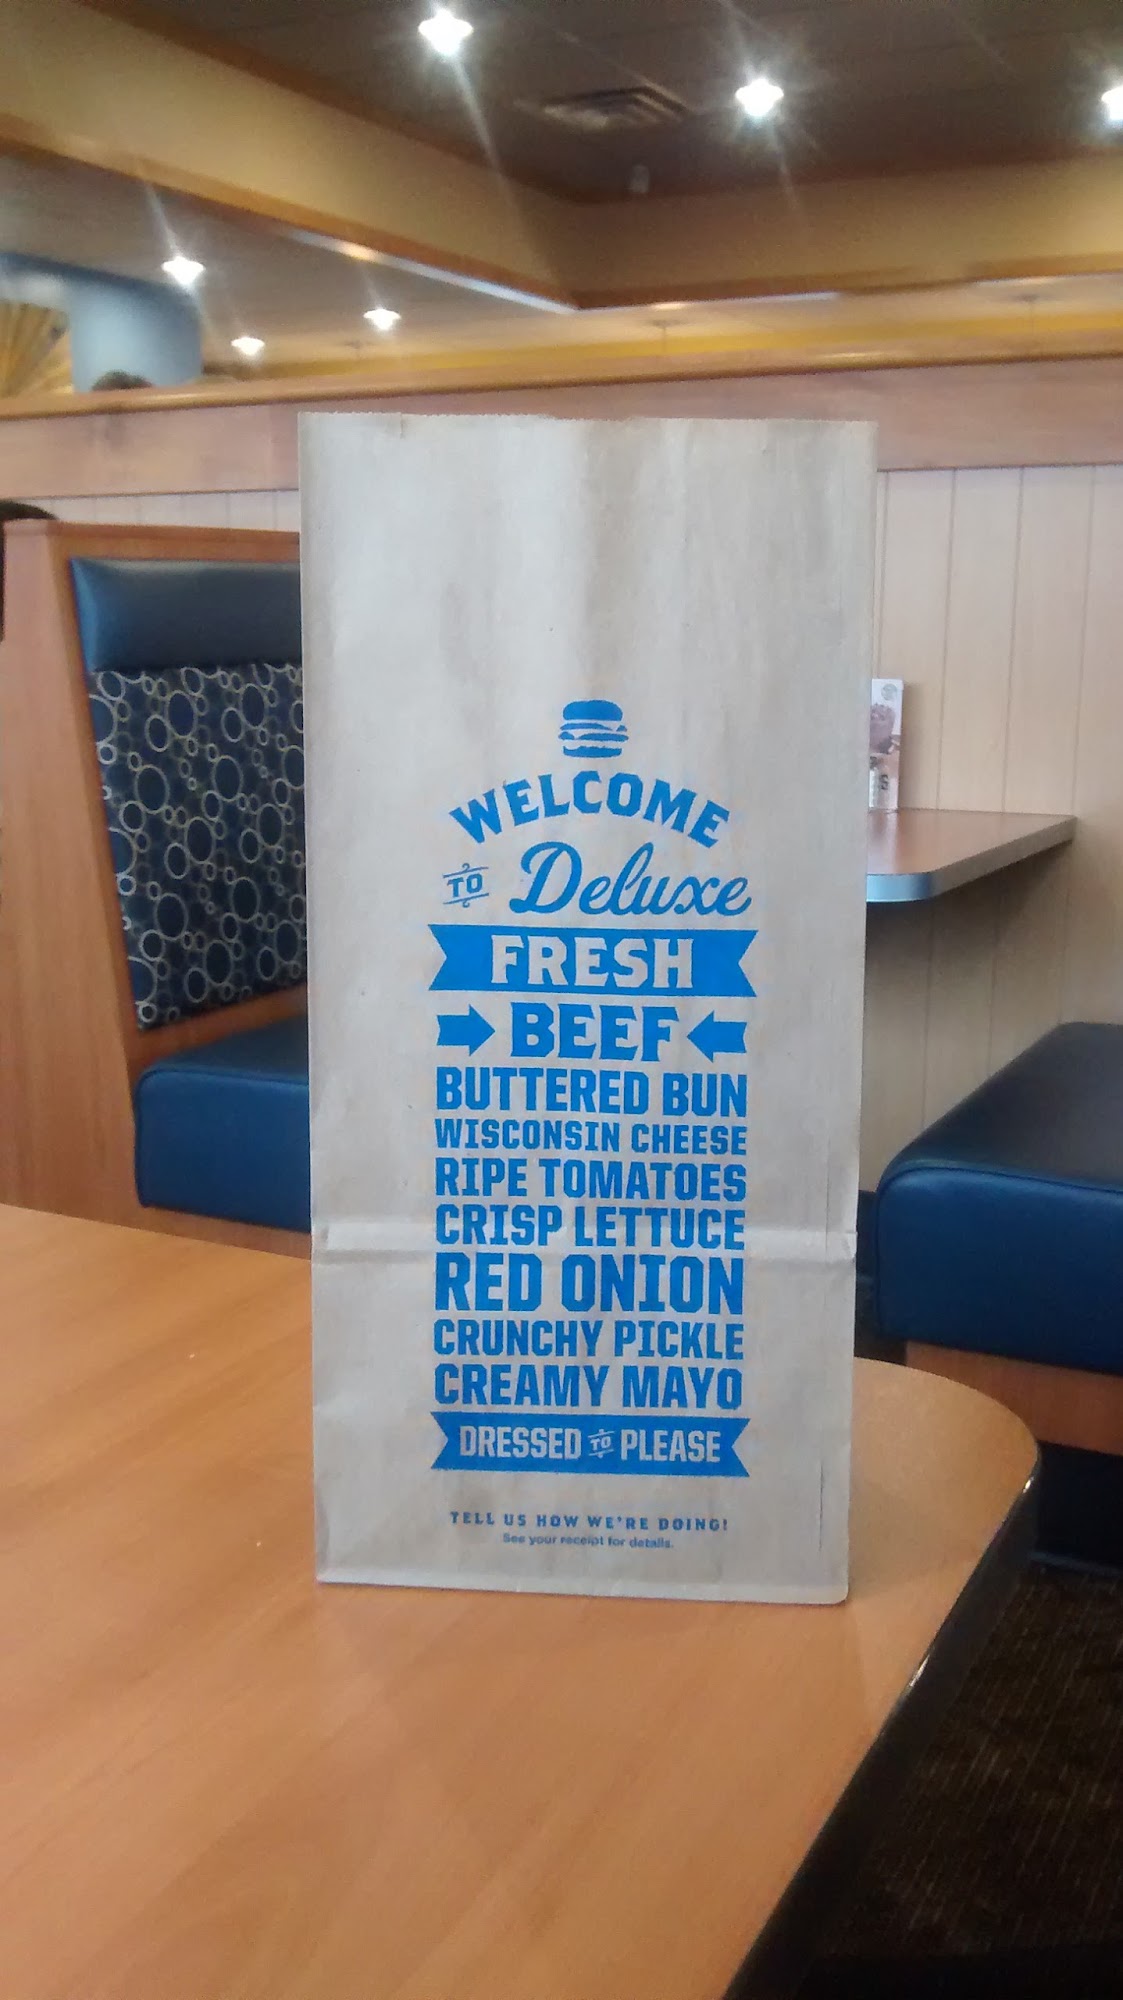 WELCOME
TO Deluxe
FRESH
BEEF
BUTTERED BUN
WISCONSIN CHEESE
RIPE TOMATOES
CRISP LETTUCE
RED ONION
CRUNCHY PICKLE
CREAMY MAYO
DRESSED TO PLEASE
TELL US HOW WE'RE DOING!
See your receipt for details.